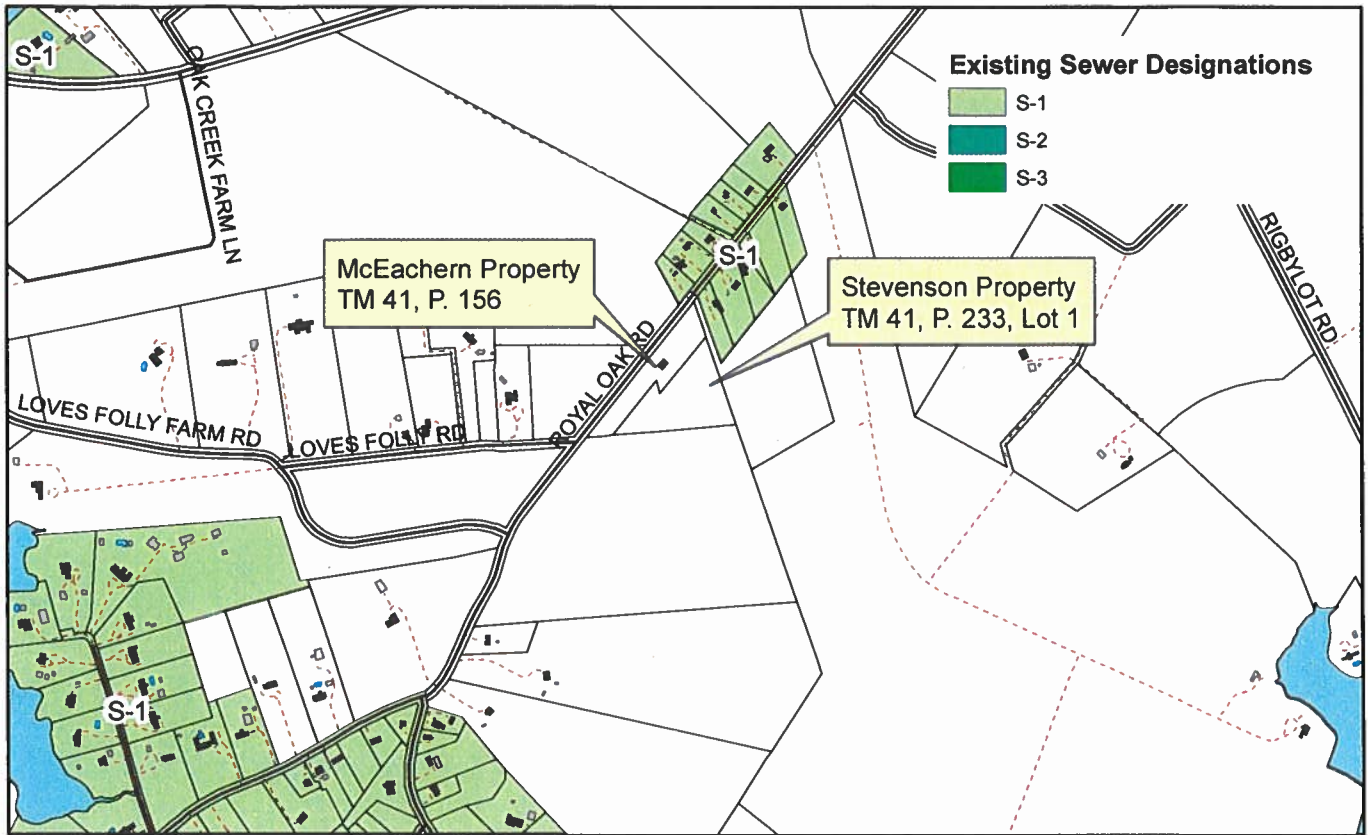 S-1
OAK CREEK FARM LN
Existing Sewer Designations
S-1
S-2
S-3
S-1
McEachern Property
TM 41, P. 156
Stevenson Property
TM 41, P. 233, Lot 1
RIGBYLOT RD
ROYAL OAK RD
LOVES FOLLY FARM RD
LOVES FOLLY RD
S-1